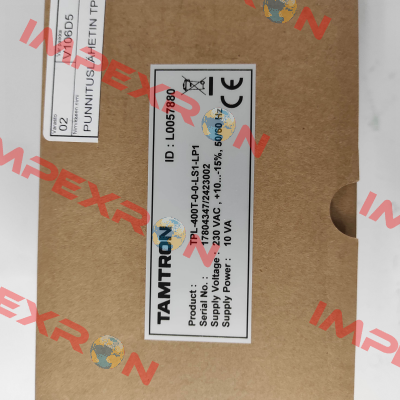 TAMTRON
ID : L0057880
Product : TPL-400T-0-0-LS1-LP1
Serial No. : 17804347/2423002
Supply Voltage : 230 VAC , +10...-15%, 50/60 Hz
Supply Power : 10 VA
CE
V106D5
02
PUNNITUSLÄHETIN TP
IMPEXRON
IMPEXRON
IMPEXRON